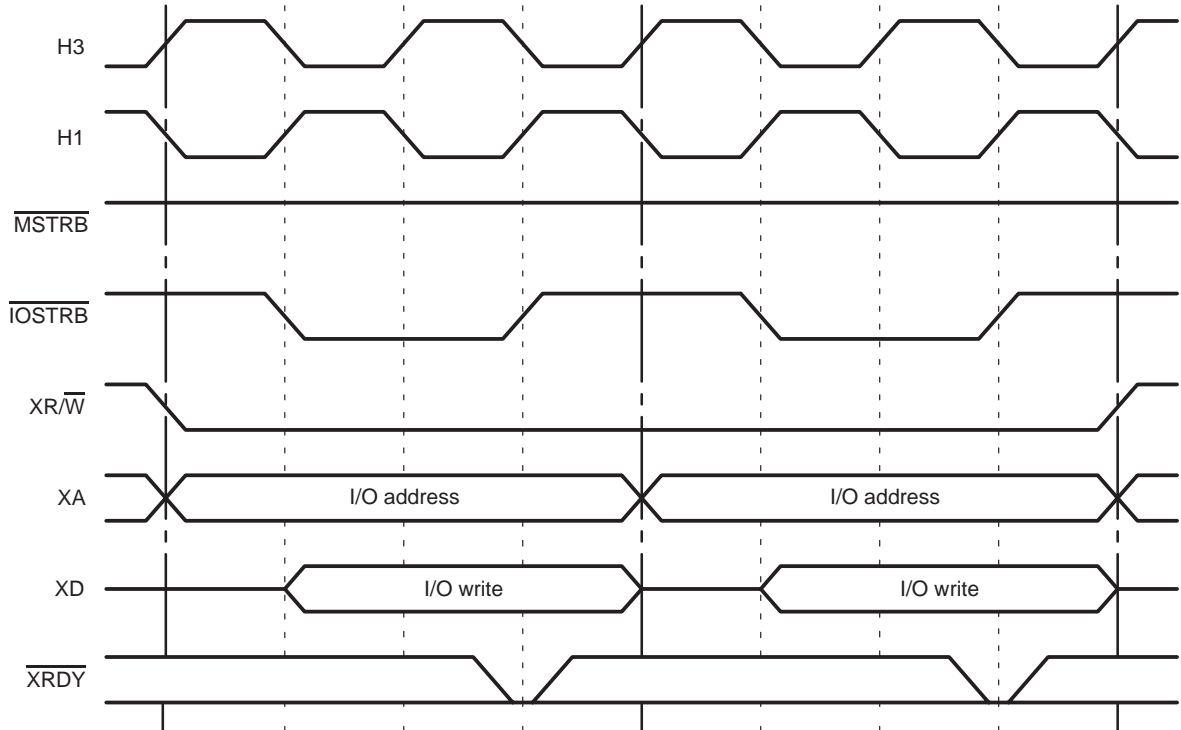 H3
H1
MSTRB
IOSTRB
XR/W
XA
I/O address
I/O address
XD
I/O write
I/O write
XRDY